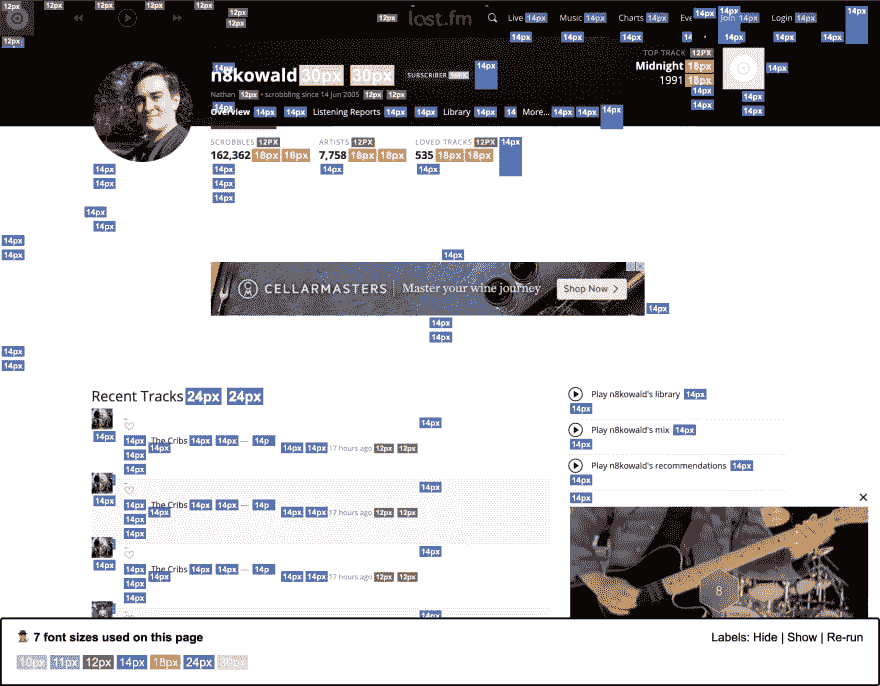 12px 12px 12px 12px 12px
12px
12px last.fm Live 14px Music 14px Charts 14px 14px Join 14px Login 14px 14px
12px
12px 14px 14px 14px 14px 14px
TOP TRACK 12PX
n8kowald 30px 30px SUBSCRIBER 14px Midnight 18px 14px
1991 18px
Nathan 12px • scrobbling since 14 Jun 2005 12px 12px 14px 14px
Overview 14px 14px Listening Reports 14px 14px Library 14px 14 More... 14px 14px 14px 14px 14px
SCROBBLES 12PX ARTISTS 12PX LOVED TRACKS 12PX 14px
162,362 18px 18px 7,758 18px 18px 535 18px 18px
14px 14px 14px 14px
14px 14px
14px
14px
14px
14px
14px 14px
CELLARMASTERS Master your wine journey Shop Now
14px
14px
14px
14px
14px
Recent Tracks 24px 24px Play n8kowald's library 14px
14px
14px
14px 14px The Cribs 14px 14px — 14p Play n8kowald's mix 14px
14px 14px 14px 14px 17 hours ago 12px 12px 14px
14px
Play n8kowald's recommendations 14px
14px
14px
14px 14px The Cribs 14px 14px — 14p 14px
14px 14px 14px 14px 17 hours ago 12px 12px
14px
14px
14px 14px The Cribs 14px 14px — 14p
14px 14px 14px 14px 17 hours ago 12px 12px
14px
14px
8
7 font sizes used on this page Labels: Hide | Show | Re-run
10px 11px 12px 14px 18px 24px 30px